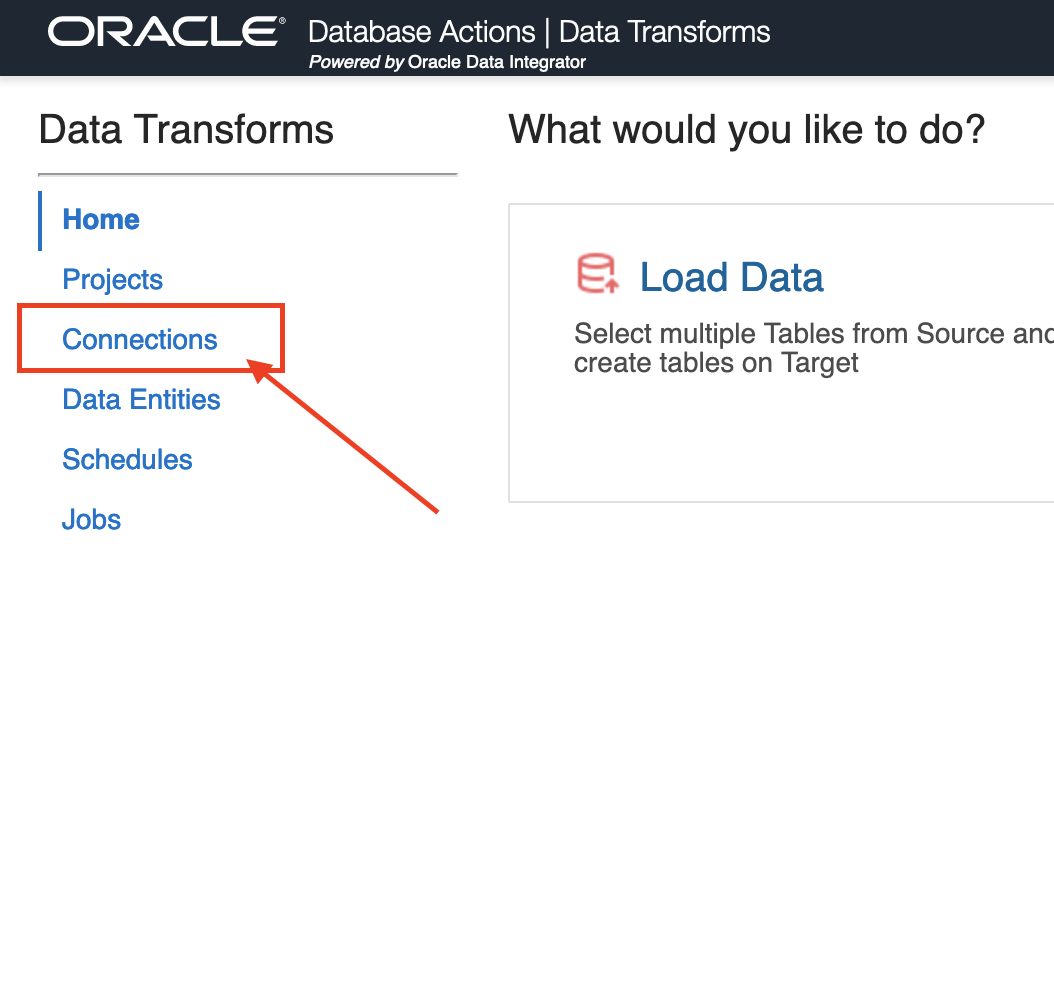 ORACLE® Database Actions | Data Transforms
Powered by Oracle Data Integrator
Data Transforms
Home
Projects
Connections
Data Entities
Schedules
Jobs
What would you like to do?
Load Data
Select multiple Tables from Source and
create tables on Target